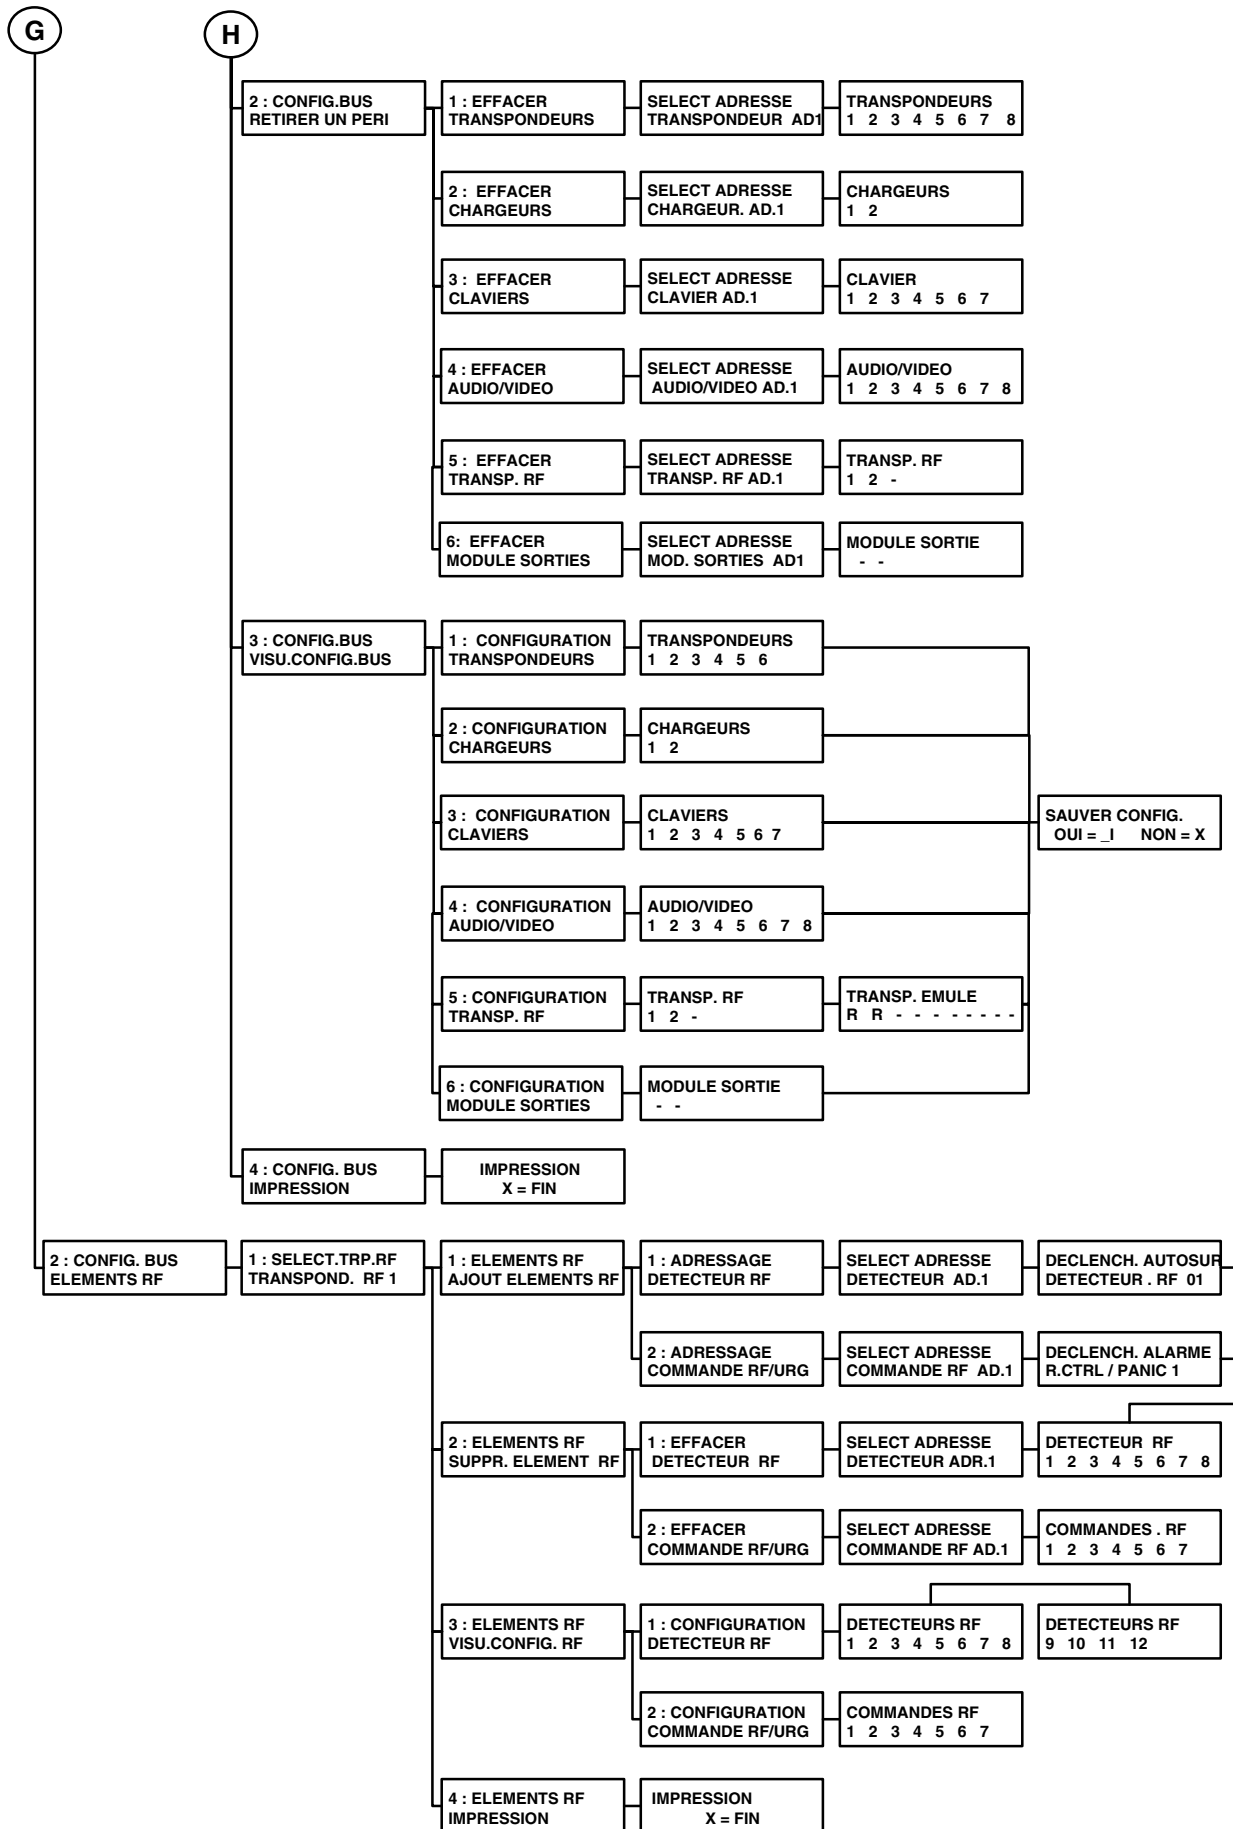 G
H
2 : CONFIG.BUS
RETIRER UN PERI
1 : EFFACER
TRANSPONDEURS
SELECT ADRESSE
TRANSPONDEUR AD1
TRANSPONDEURS
1 2 3 4 5 6 7 8
2 : EFFACER
CHARGEURS
SELECT ADRESSE
CHARGEUR. AD.1
CHARGEURS
1 2
3 : EFFACER
CLAVIERS
SELECT ADRESSE
CLAVIER AD.1
CLAVIER
1 2 3 4 5 6 7
4 : EFFACER
AUDIO/VIDEO
SELECT ADRESSE
AUDIO/VIDEO AD.1
AUDIO/VIDEO
1 2 3 4 5 6 7 8
5 : EFFACER
TRANSP. RF
SELECT ADRESSE
TRANSP. RF AD.1
TRANSP. RF
1 2 -
6: EFFACER
MODULE SORTIES
SELECT ADRESSE
MOD. SORTIES AD1
MODULE SORTIE
- -
3 : CONFIG.BUS
VISU.CONFIG.BUS
1 : CONFIGURATION
TRANSPONDEURS
TRANSPONDEURS
1 2 3 4 5 6
2 : CONFIGURATION
CHARGEURS
CHARGEURS
1 2
3 : CONFIGURATION
CLAVIERS
CLAVIERS
1 2 3 4 5 6 7
SAUVER CONFIG.
OUI = _I NON = X
4 : CONFIGURATION
AUDIO/VIDEO
AUDIO/VIDEO
1 2 3 4 5 6 7 8
5 : CONFIGURATION
TRANSP. RF
TRANSP. RF
1 2 -
TRANSP. EMULE
R R - - - - - - -
6 : CONFIGURATION
MODULE SORTIES
MODULE SORTIE
- -
4 : CONFIG. BUS
IMPRESSION
IMPRESSION
X = FIN
2 : CONFIG. BUS
ELEMENTS RF
1 : SELECT.TRP.RF
TRANSPOND. RF 1
1 : ELEMENTS RF
AJOUT ELEMENTS RF
1 : ADRESSAGE
DETECTEUR RF
SELECT ADRESSE
DETECTEUR AD.1
DECLENCH. AUTOSUR
DETECTEUR . RF 01
2 : ADRESSAGE
COMMANDE RF/URG
SELECT ADRESSE
COMMANDE RF AD.1
DECLENCH. ALARME
R.CTRL / PANIC 1
2 : ELEMENTS RF
SUPPR. ELEMENT RF
1 : EFFACER
DETECTEUR RF
SELECT ADRESSE
DETECTEUR ADR.1
DETECTEUR RF
1 2 3 4 5 6 7 8
2 : EFFACER
COMMANDE RF/URG
SELECT ADRESSE
COMMANDE RF AD.1
COMMANDES . RF
1 2 3 4 5 6 7
3 : ELEMENTS RF
VISU.CONFIG. RF
1 : CONFIGURATION
DETECTEUR RF
DETECTEURS RF
1 2 3 4 5 6 7 8
DETECTEURS RF
9 10 11 12
2 : CONFIGURATION
COMMANDE RF/URG
COMMANDES RF
1 2 3 4 5 6 7
4 : ELEMENTS RF
IMPRESSION
IMPRESSION
X = FIN